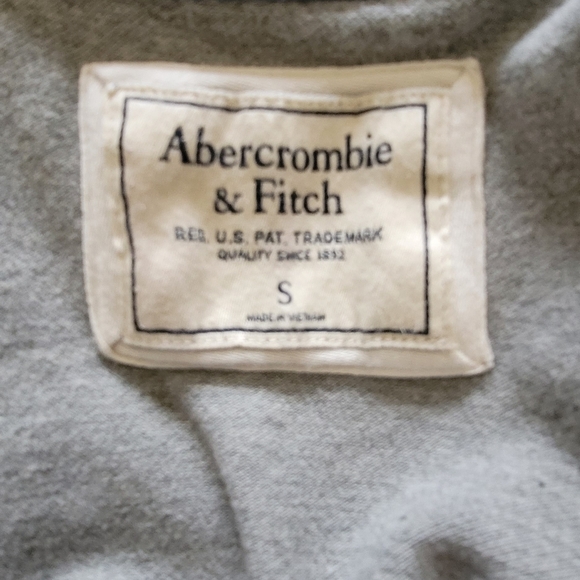 Abercrombie
& Fitch
REG. U.S. PAT. TRADEMARK
QUALITY SINCE 1892
S
MADE IN VIETNAM